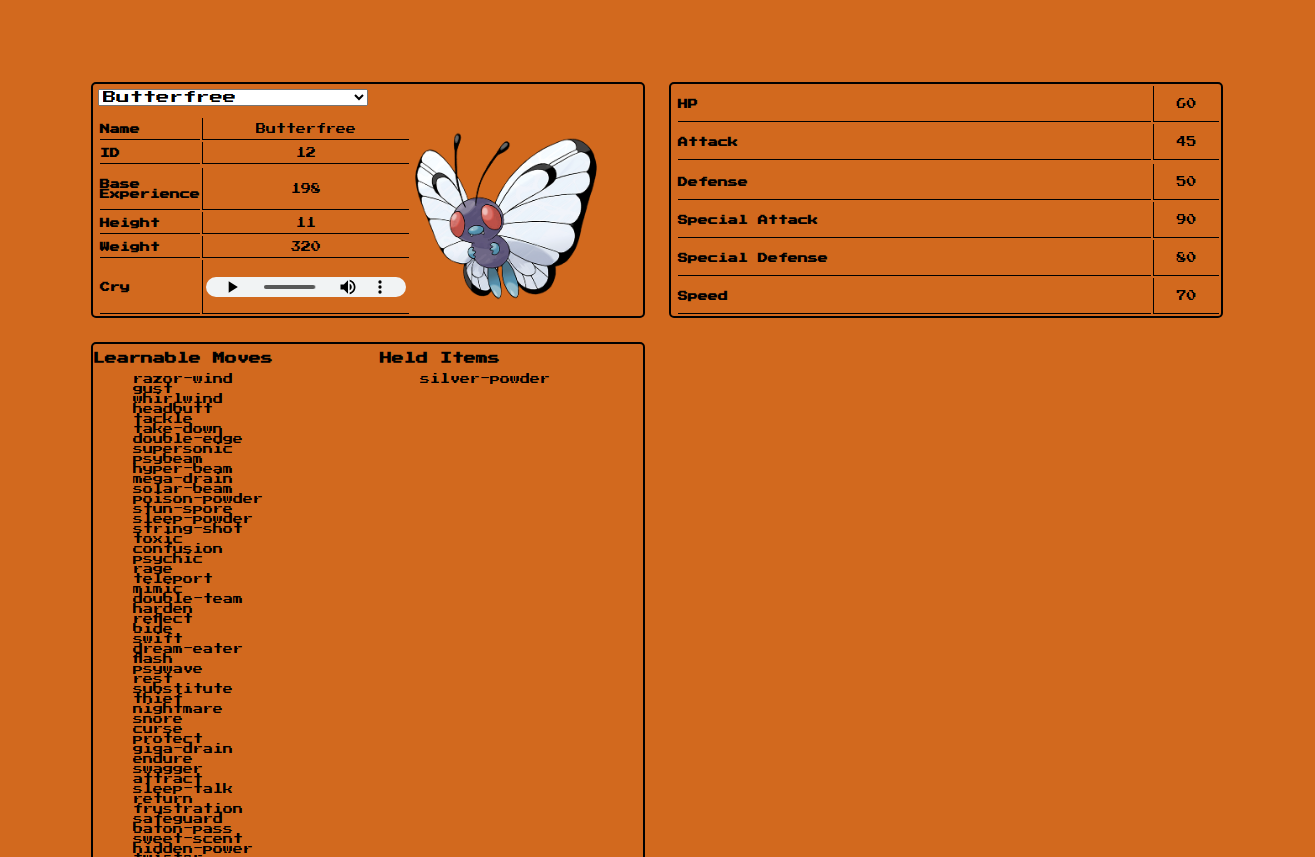 Butterfree
Name Butterfree
ID 12
Base
Experience 198
Height 11
Weight 320
Cry
HP 60
Attack 45
Defense 50
Special Attack 90
Special Defense 80
Speed 70
Learnable Moves
razor-wind
gust
whirlwind
headbutt
tackle
take-down
double-edge
supersonic
psybeam
hyper-beam
mega-drain
solar-beam
poison-powder
stun-spore
sleep-powder
string-shot
toxic
confusion
psychic
rage
teleport
mimic
double-team
harden
reflect
bide
swift
dream-eater
flash
psywave
rest
substitute
thief
nightmare
snore
curse
protect
giga-drain
endure
swagger
attract
sleep-talk
return
frustration
safeguard
baton-pass
sweet-scent
hidden-power
twister
Held Items
silver-powder